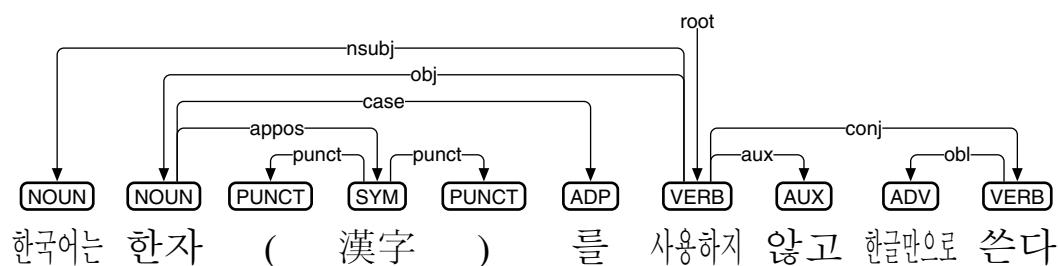 root
nsubj
obj
case
appos conj
punct punct aux obl
NOUN NOUN PUNCT SYM PUNCT ADP VERB AUX ADV VERB
한국어는 한자 ( 漢字 ) 를 사용하지 않고 한글만으로 쓴다